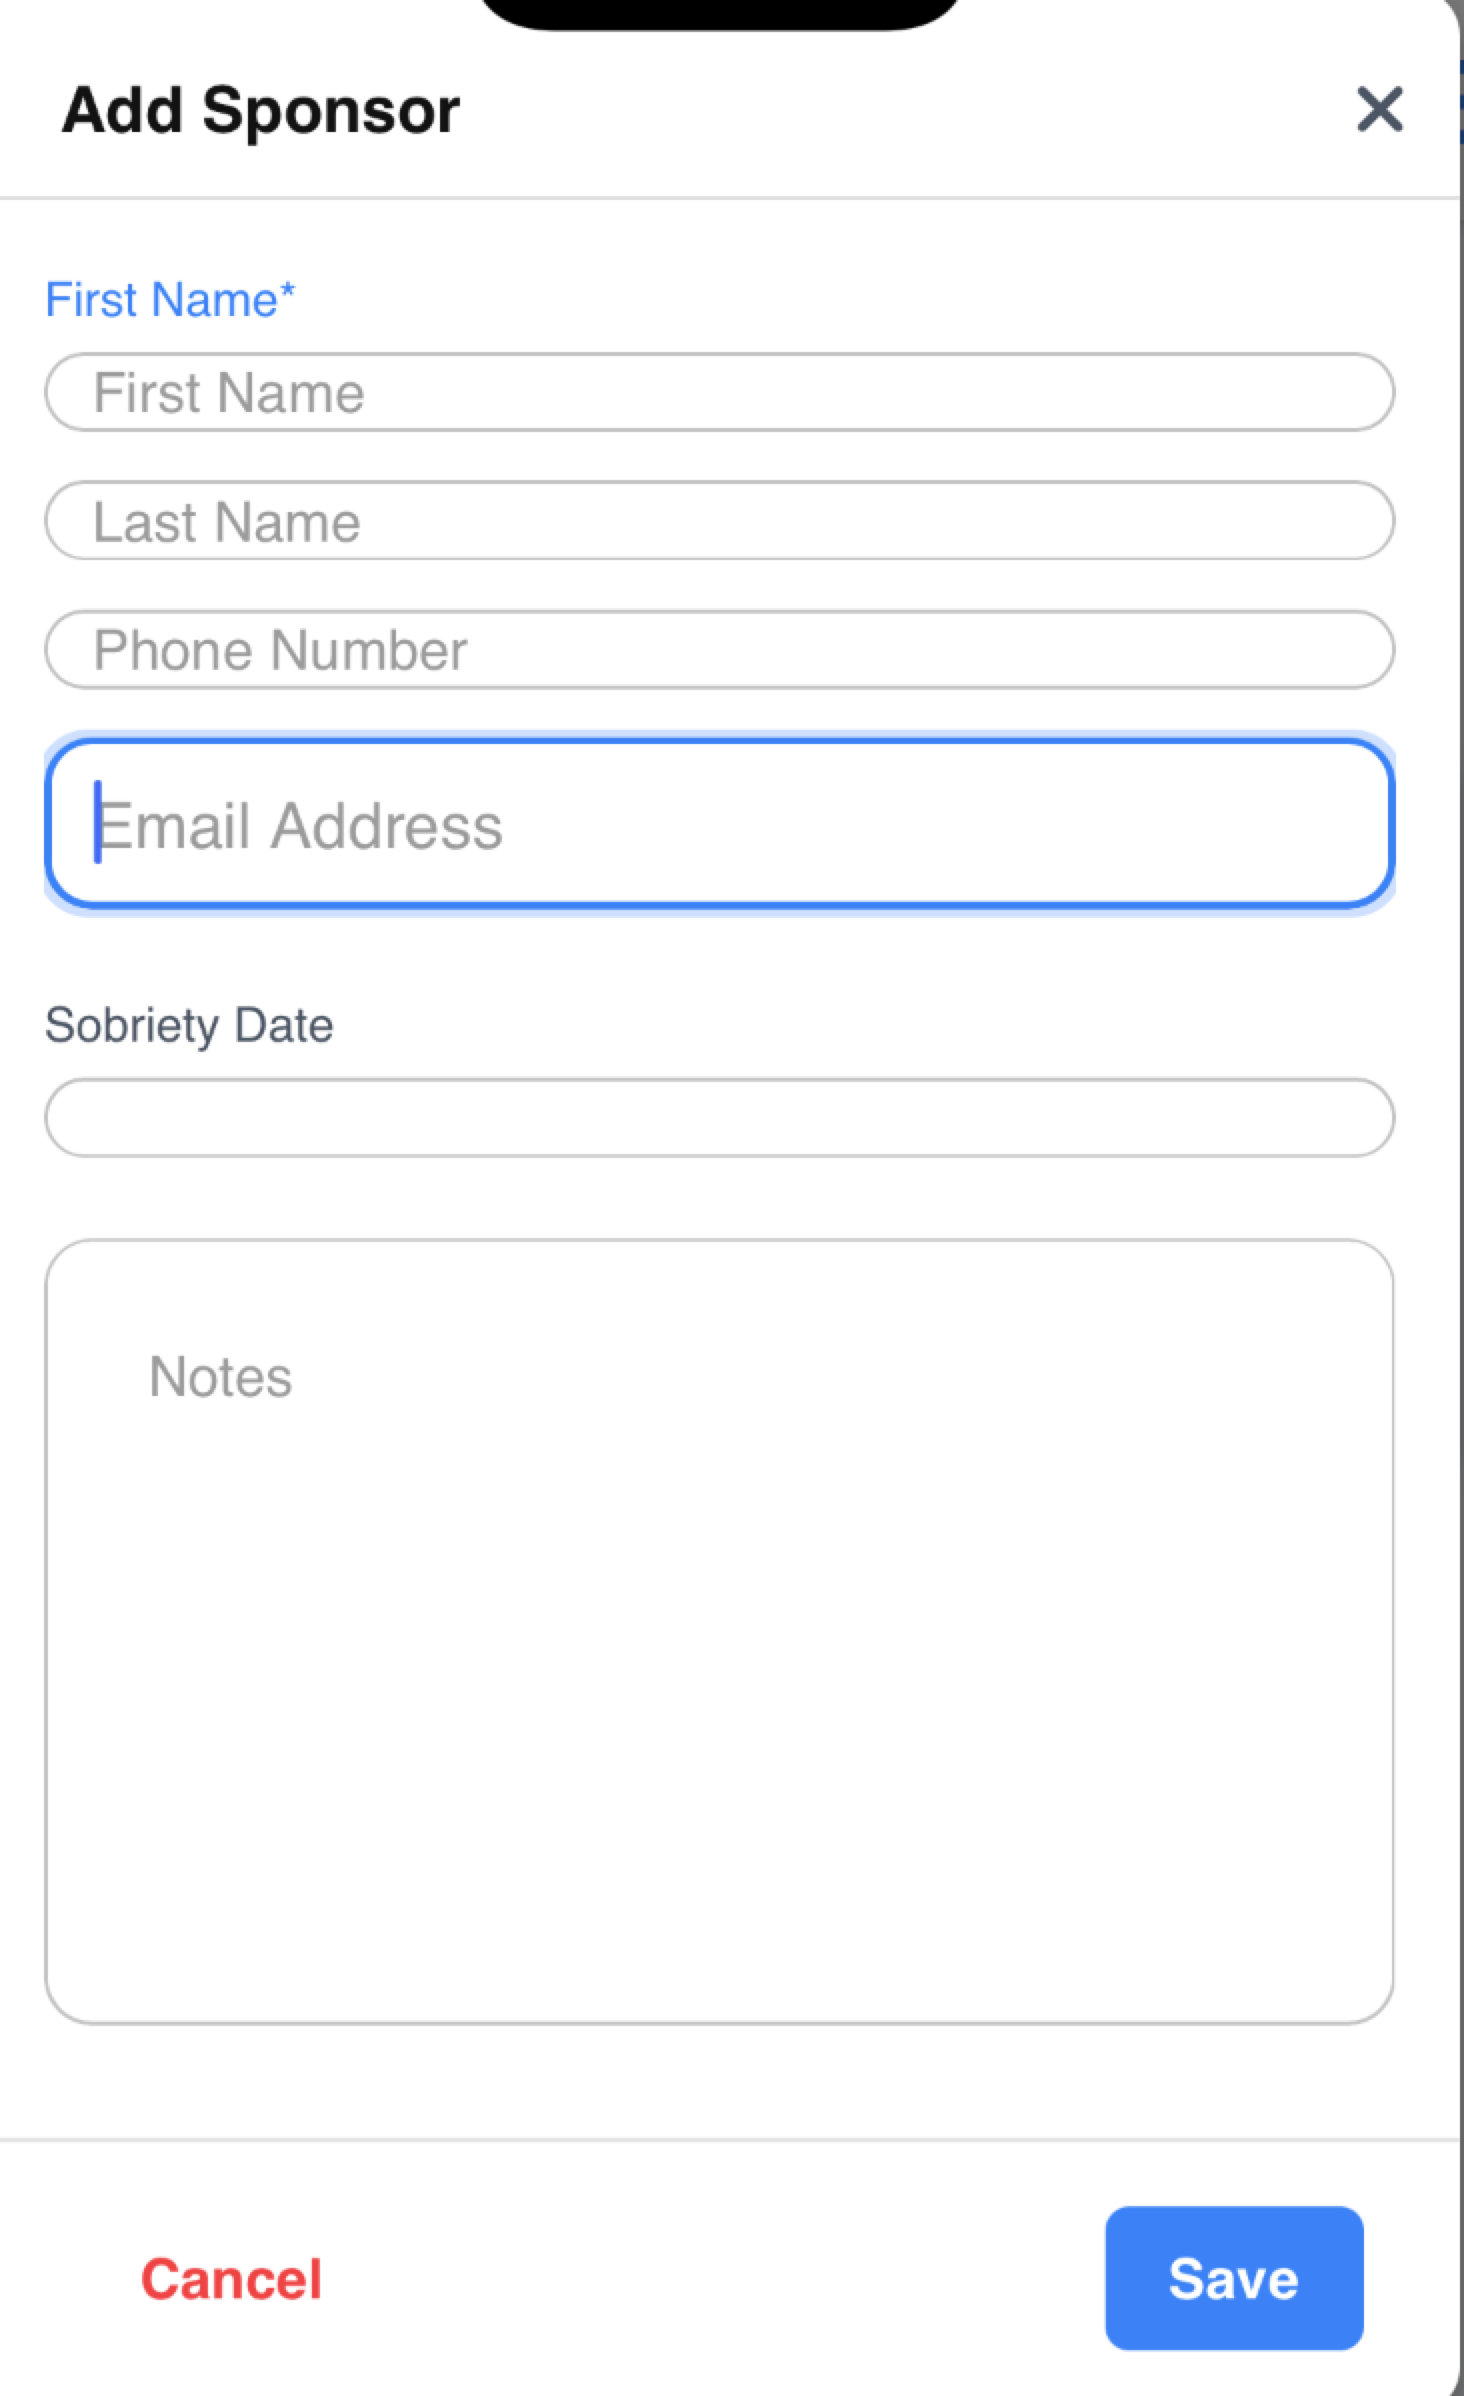 Add Sponsor
First Name*
First Name
Last Name
Phone Number
Email Address
Sobriety Date
Notes
Cancel
Save